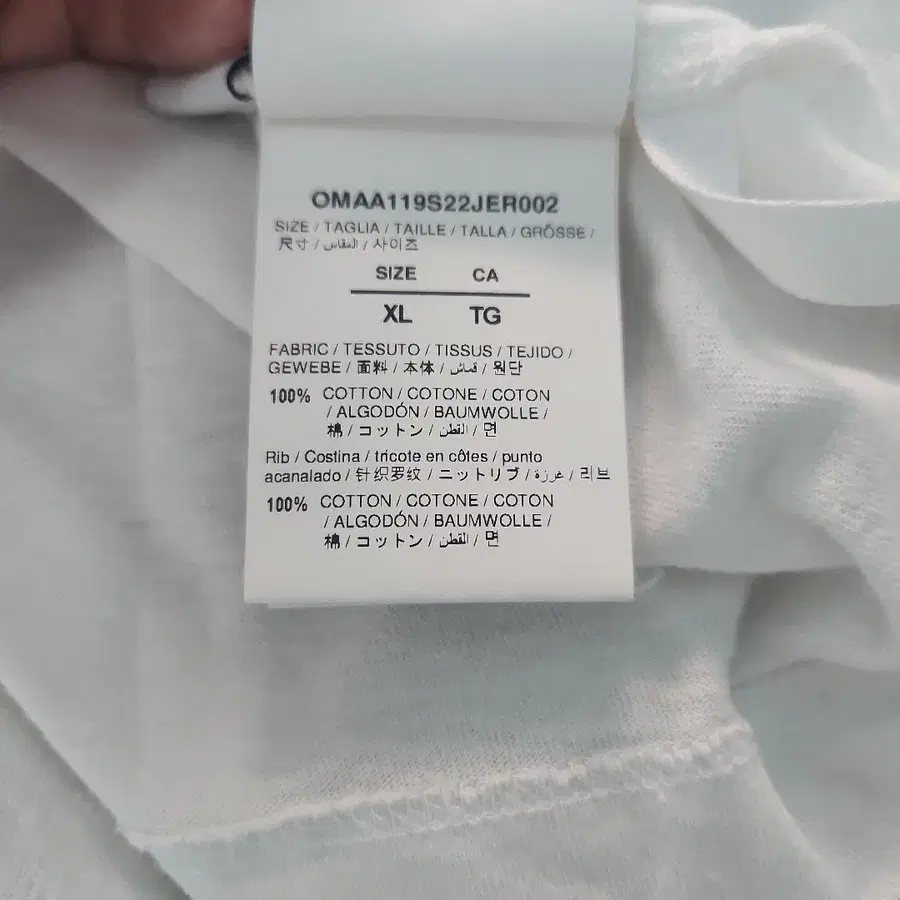 OMAA119S22JER002
SIZE / TAGLIA / TAILLE / TALLA / GRÖSSE /
尺寸 / المقاس / 사이즈
SIZE CA
XL TG
FABRIC / TESSUTO / TISSUS / TEJIDO /
GEWEBE / 面料 / 本体 / قماش / 원단
100% COTTON / COTONE / COTON
/ ALGODÓN / BAUMWOLLE /
棉 / コットン / القطن / 면
Rib / Costina / tricote en côtes / punto
acanalado / 针织罗纹 / ニットリブ / غرزة / 리브
100% COTTON / COTONE / COTON
/ ALGODÓN / BAUMWOLLE /
棉 / コットン / القطن / 면